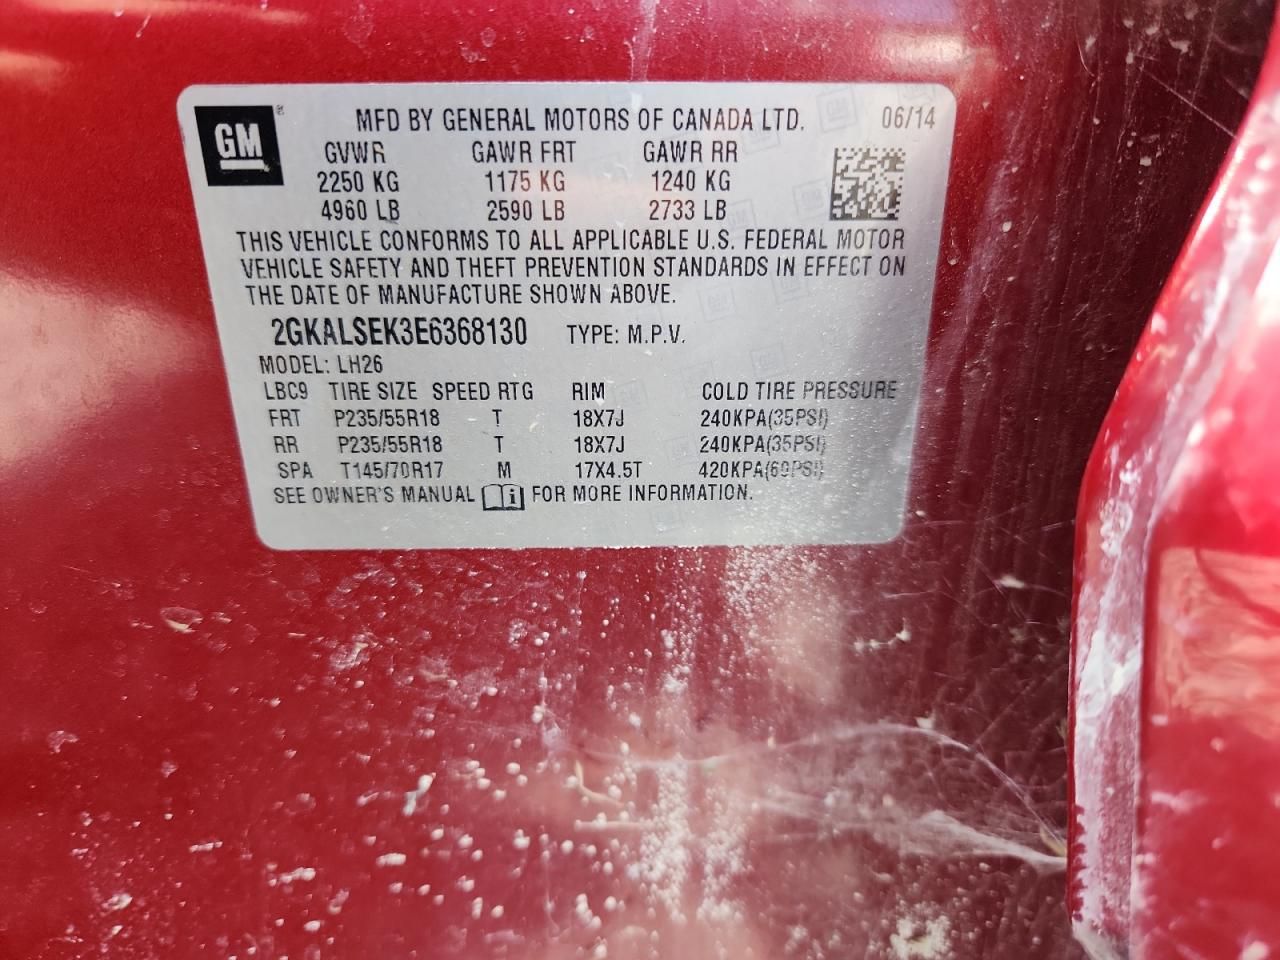 GM
MFD BY GENERAL MOTORS OF CANADA LTD. 06/14
GVWR GAWR FRT GAWR RR
2250 KG 1175 KG 1240 KG
4960 LB 2590 LB 2733 LB
THIS VEHICLE CONFORMS TO ALL APPLICABLE U.S. FEDERAL MOTOR
VEHICLE SAFETY AND THEFT PREVENTION STANDARDS IN EFFECT ON
THE DATE OF MANUFACTURE SHOWN ABOVE.
2GKALSEK3E6368130 TYPE: M.P.V.
MODEL: LH26
LBC9 TIRE SIZE SPEED RTG RIM COLD TIRE PRESSURE
FRT P235/55R18 T 18X7J 240KPA(35PSI)
RR P235/55R18 T 18X7J 240KPA(35PSI)
SPA T145/70R17 M 17X4.5T 420KPA(60PSI)
SEE OWNER'S MANUAL i FOR MORE INFORMATION.